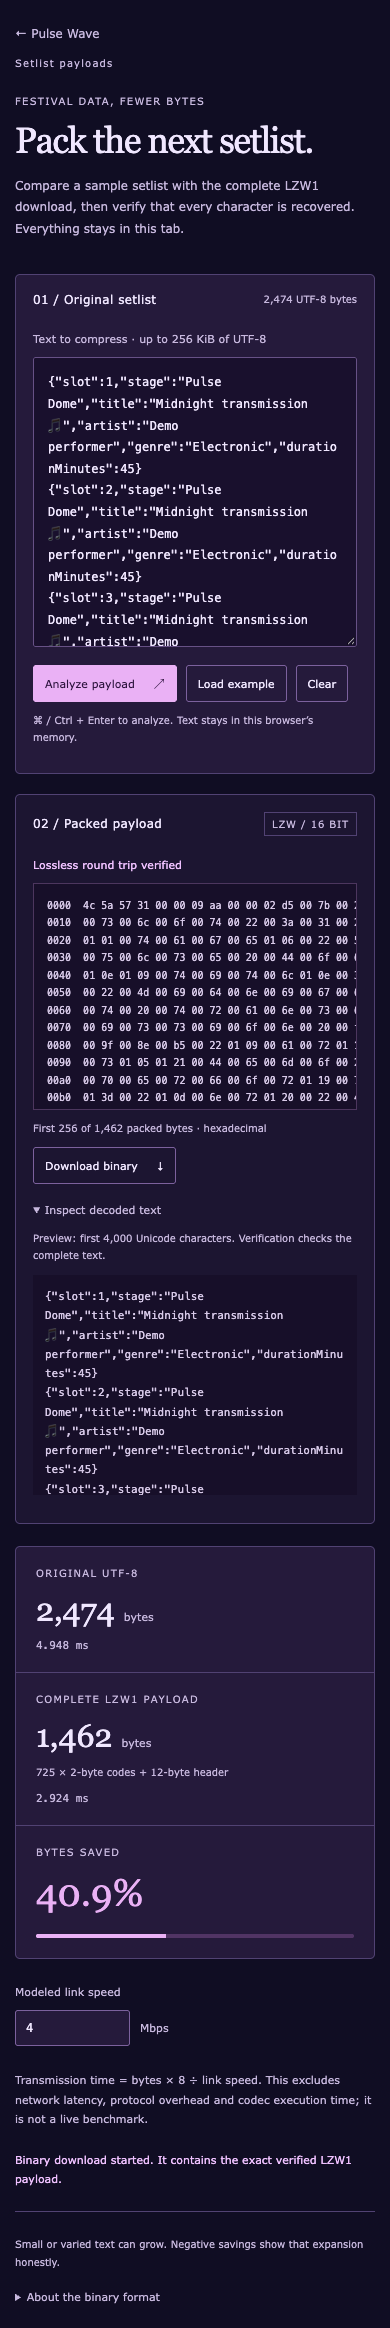 ← Pulse Wave
Setlist payloads
FESTIVAL DATA, FEWER BYTES
Pack the next setlist.
Compare a sample setlist with the complete LZW1
download, then verify that every character is recovered.
Everything stays in this tab.
01 / Original setlist
2,474 UTF-8 bytes
Text to compress · up to 256 KiB of UTF-8
{"slot":1,"stage":"Pulse
Dome","title":"Midnight transmission
🎵","artist":"Demo
performer","genre":"Electronic","duratio
nMinutes":45}
{"slot":2,"stage":"Pulse
Dome","title":"Midnight transmission
🎵","artist":"Demo
performer","genre":"Electronic","duratio
nMinutes":45}
{"slot":3,"stage":"Pulse
Dome","title":"Midnight transmission
🎵","artist":"Demo
Analyze payload ↗
Load example
Clear
⌘ / Ctrl + Enter to analyze. Text stays in this browser's
memory.
02 / Packed payload
LZW / 16 BIT
Lossless round trip verified
0000 4c 5a 57 31 00 00 09 aa 00 00 02 d5 00 7b 00
0010 00 73 00 6c 00 6f 00 74 00 22 00 3a 00 31 00
0020 01 01 00 74 00 61 00 67 00 65 01 06 00 22 00
0030 00 75 00 6c 00 73 00 65 00 20 00 44 00 6f 00
0040 01 0e 01 09 00 74 00 69 00 74 00 6c 01 0e 00
0050 00 22 00 4d 00 69 00 64 00 6e 00 69 00 67 00
0060 00 74 00 20 00 74 00 72 00 61 00 6e 00 73 00
0070 00 69 00 73 00 73 00 69 00 6f 00 6e 00 20 00
0080 00 9f 00 8e 00 b5 00 22 01 09 00 61 00 72 01
0090 00 73 01 05 01 21 00 44 00 65 00 6d 00 6f 00
00a0 00 70 00 65 00 72 00 66 00 6f 00 72 01 19 00
00b0 01 3d 00 22 01 0d 00 6e 00 72 01 20 00 22 00
First 256 of 1,462 packed bytes · hexadecimal
Download binary ↓
▼ Inspect decoded text
Preview: first 4,000 Unicode characters. Verification checks the
complete text.
{"slot":1,"stage":"Pulse
Dome","title":"Midnight transmission
🎵","artist":"Demo
performer","genre":"Electronic","durationMinu
tes":45}
{"slot":2,"stage":"Pulse
Dome","title":"Midnight transmission
🎵","artist":"Demo
performer","genre":"Electronic","durationMinu
tes":45}
{"slot":3,"stage":"Pulse
ORIGINAL UTF-8
2,474 bytes
4.948 ms
COMPLETE LZW1 PAYLOAD
1,462 bytes
725 × 2-byte codes + 12-byte header
2.924 ms
BYTES SAVED
40.9%
Modeled link speed
4 Mbps
Transmission time = bytes × 8 ÷ link speed. This excludes
network latency, protocol overhead and codec execution time; it
is not a live benchmark.
Binary download started. It contains the exact verified LZW1
payload.
Small or varied text can grow. Negative savings show that expansion
honestly.
▶ About the binary format